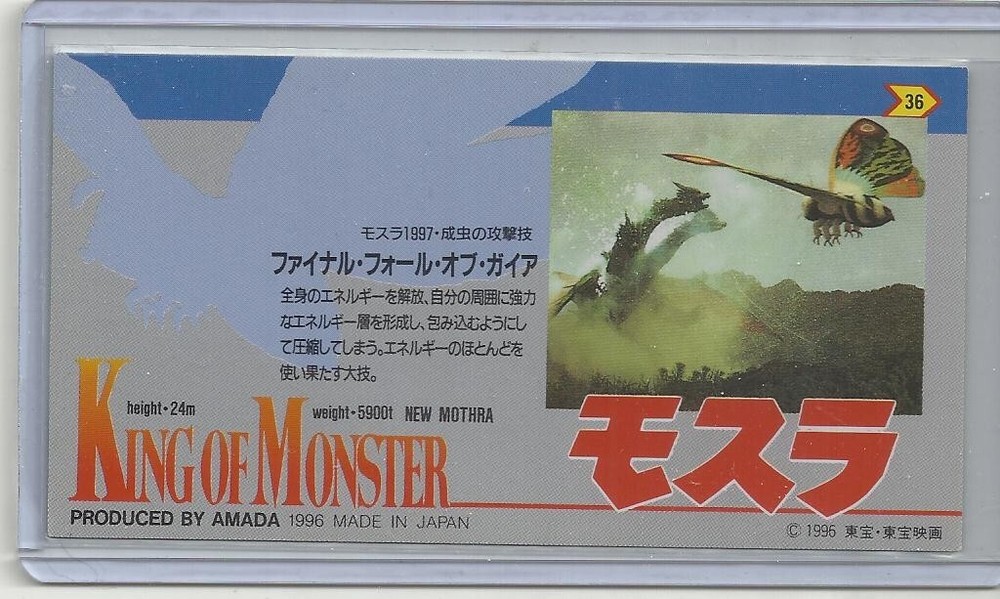 36
モスラ1997・成虫の攻撃技
ファイナル・フォール・オブ・ガイア
全身のエネルギーを解放、自分の周囲に強力
なエネルギー層を形成し、包み込むようにし
て圧縮してしまう。エネルギーのほとんどを
使い果たす大技。
height・24m weight・5900t NEW MOTHRA
KING OF MONSTER
モスラ
PRODUCED BY AMADA 1996 MADE IN JAPAN
© 1996 東宝・東宝映画